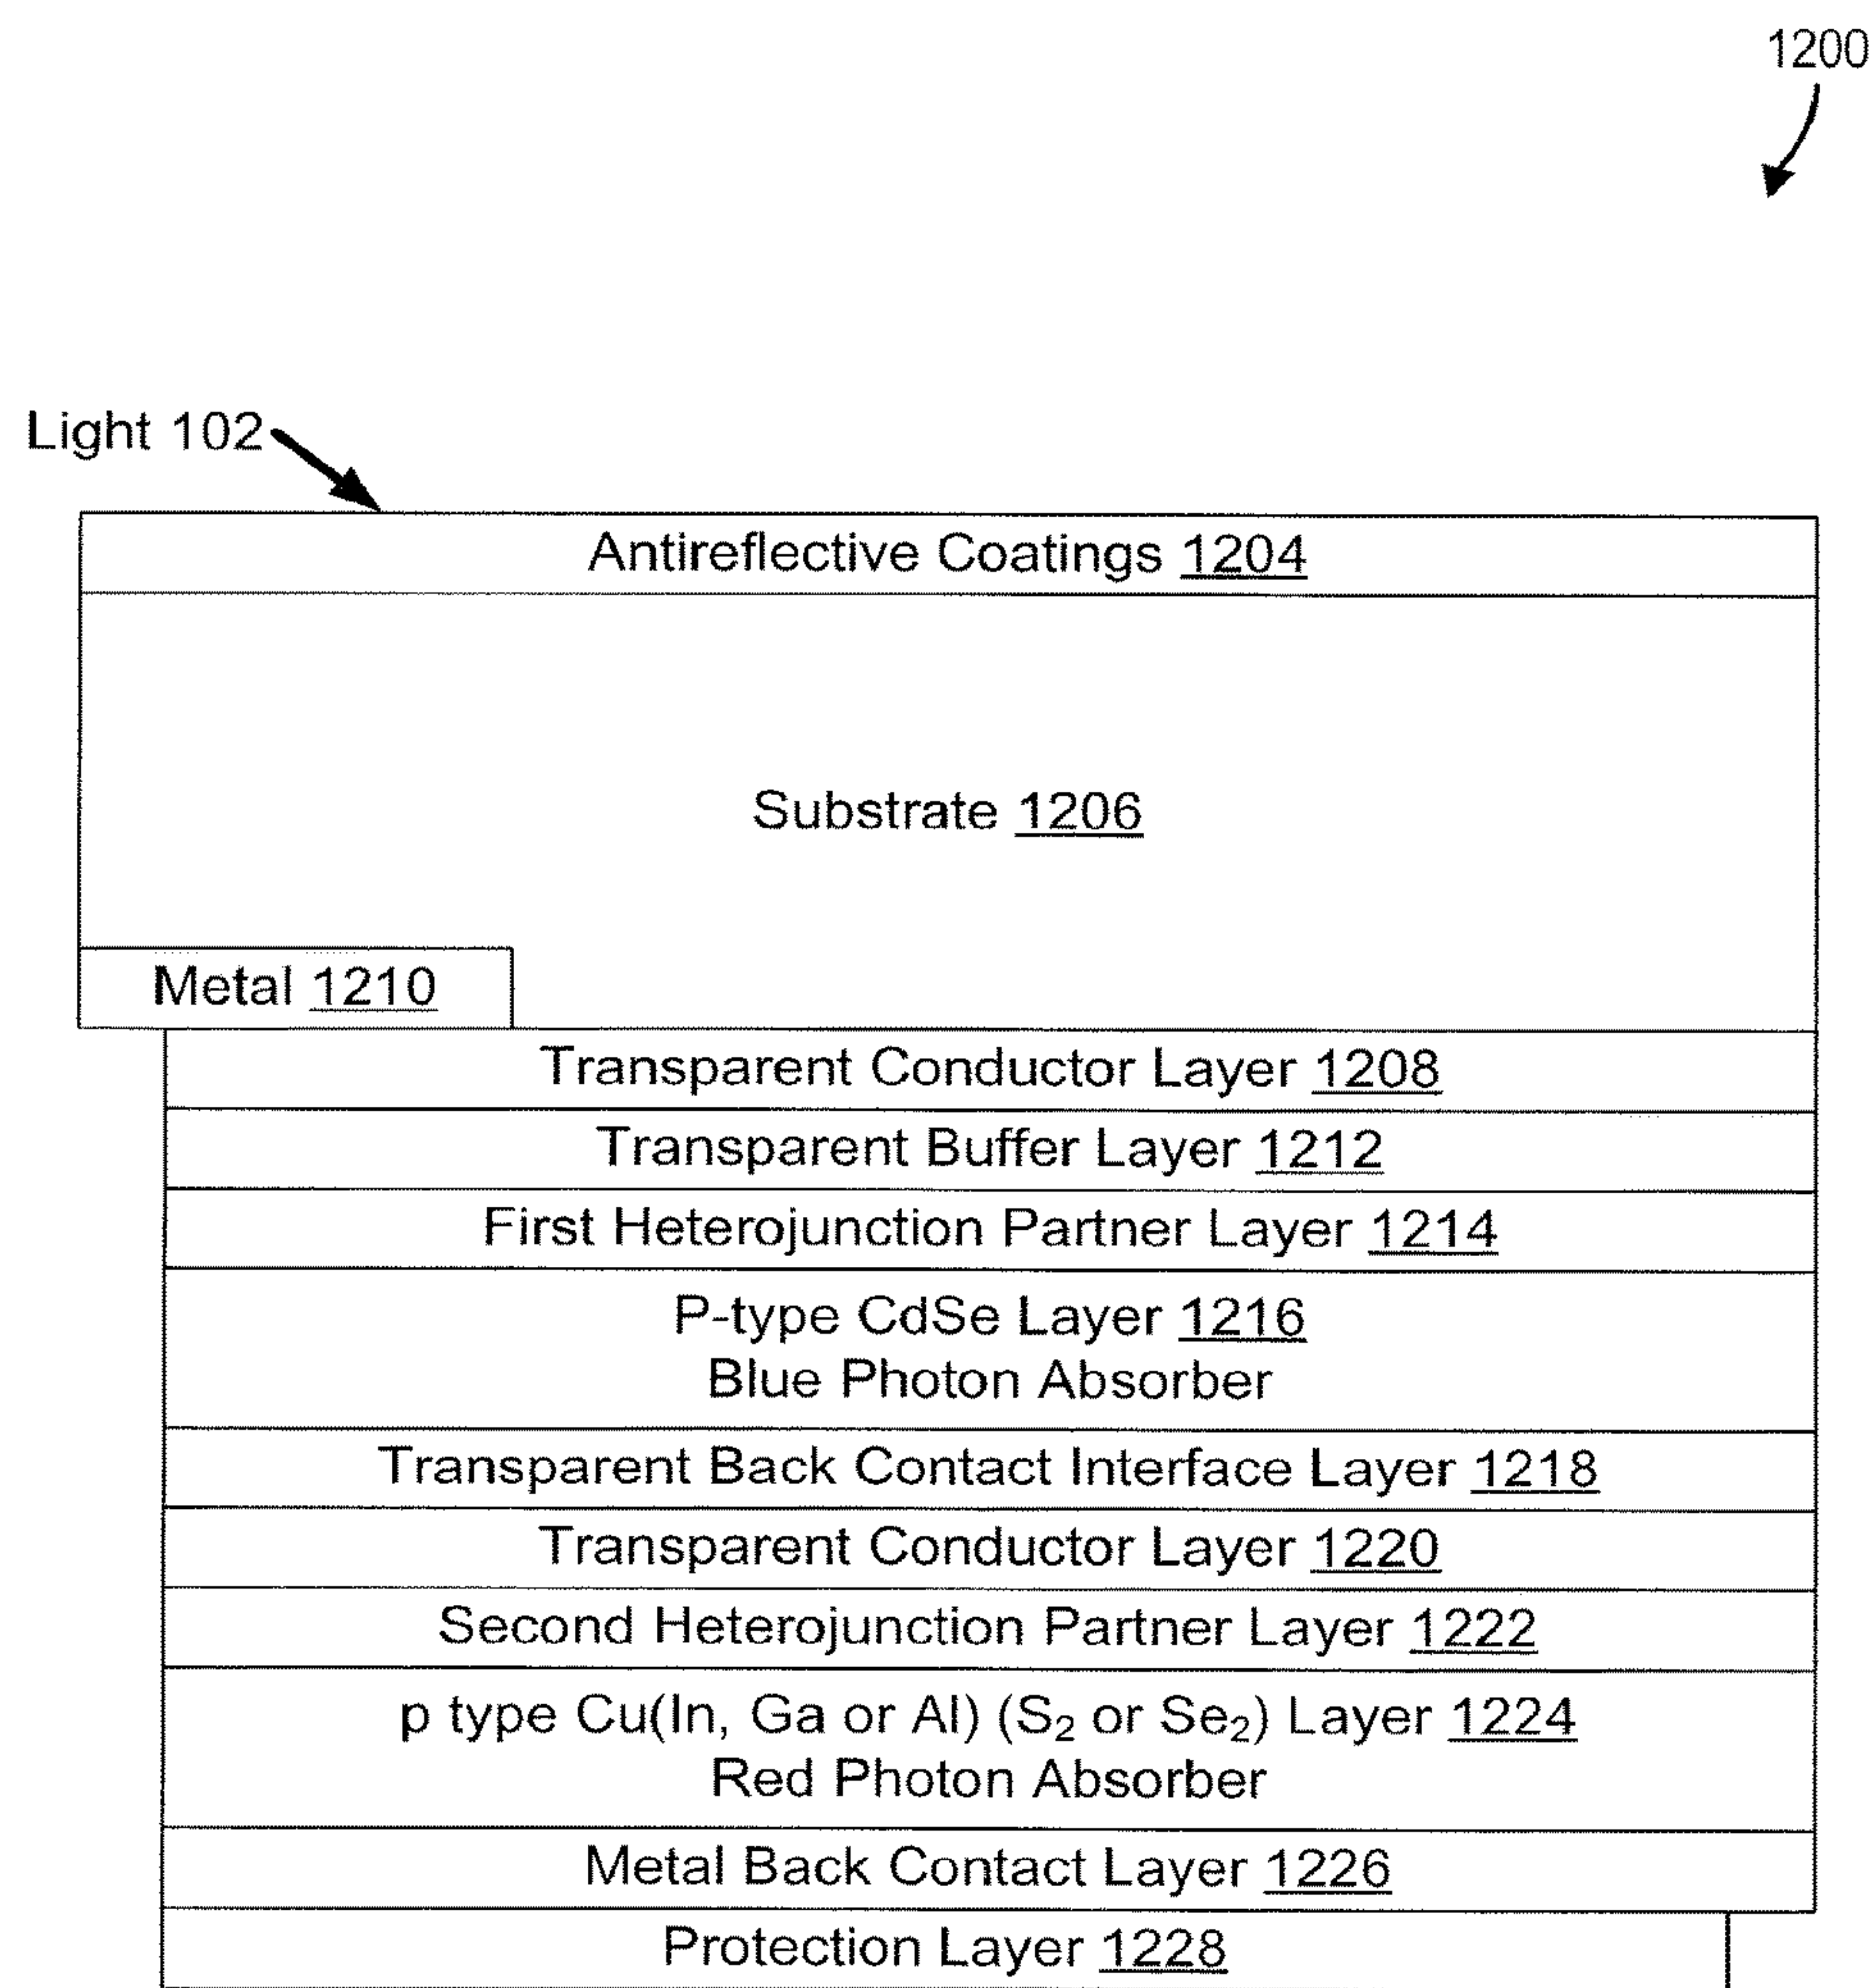 1200
Light 102
Antireflective Coatings 1204
Substrate 1206
Metal 1210
Transparent Conductor Layer 1208
Transparent Buffer Layer 1212
First Heterojunction Partner Layer 1214
P-type CdSe Layer 1216
Blue Photon Absorber
Transparent Back Contact Interface Layer 1218
Transparent Conductor Layer 1220
Second Heterojunction Partner Layer 1222
p type Cu(In, Ga or Al) (S₂ or Se₂) Layer 1224
Red Photon Absorber
Metal Back Contact Layer 1226
Protection Layer 1228